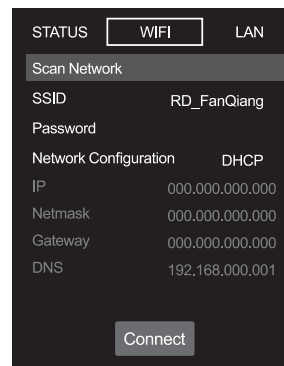 STATUS WIFI LAN
Scan Network
SSID RD_FanQiang
Password
Network Configuration DHCP
IP 000.000.000.000
Netmask 000.000.000.000
Gateway 000.000.000.000
DNS 192.168.000.001
Connect